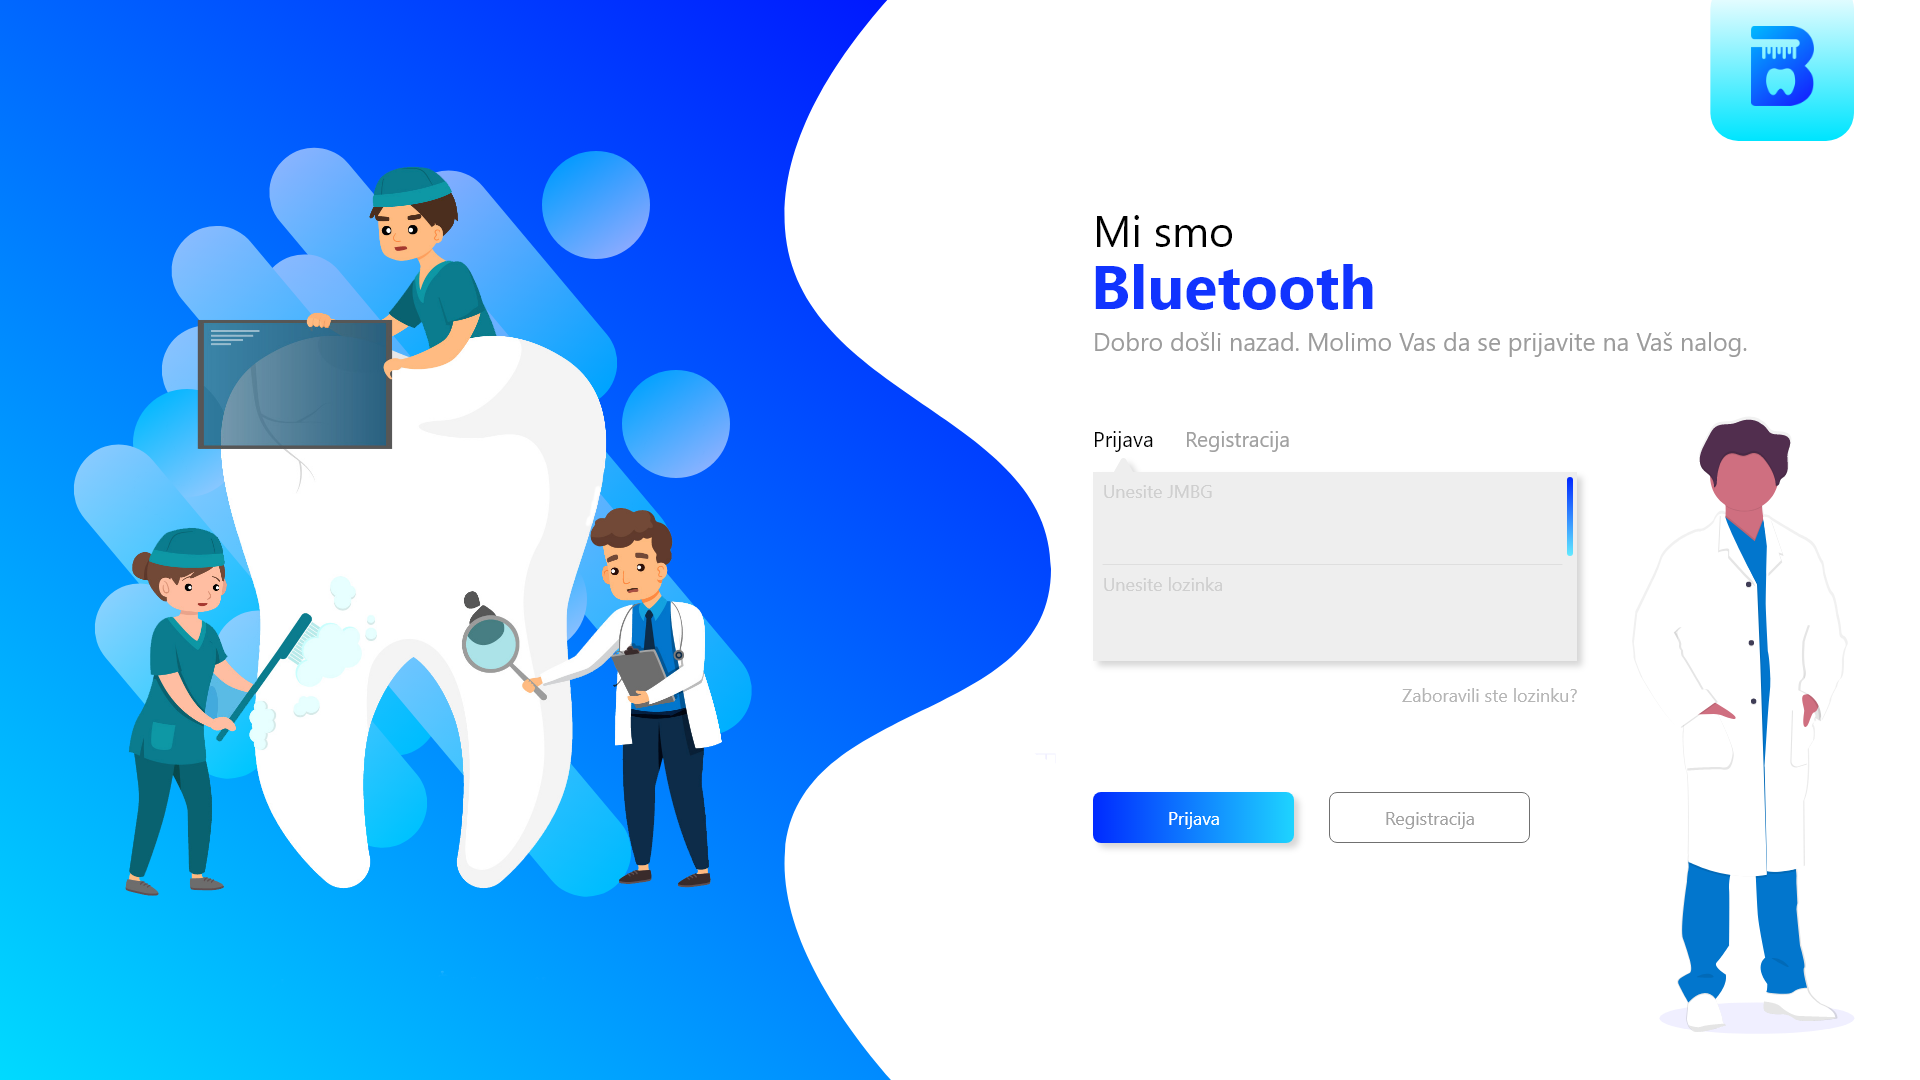 B
Mi smo
Bluetooth
Dobro došli nazad. Molimo Vas da se prijavite na Vaš nalog.
Prijava Registracija
Unesite JMBG
Unesite lozinka
Zaboravili ste lozinku?
Prijava Registracija